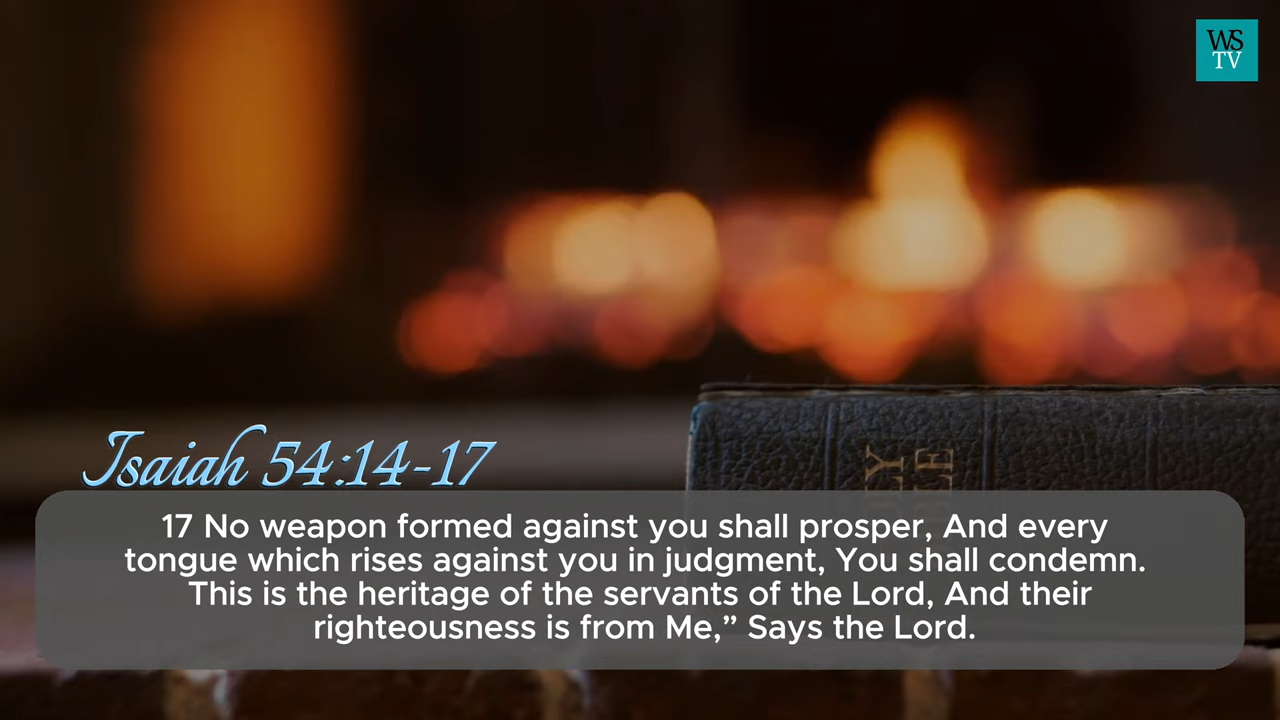 WS
TV
Isaiah 54:14-17
17 No weapon formed against you shall prosper, And every
tongue which rises against you in judgment, You shall condemn.
This is the heritage of the servants of the Lord, And their
righteousness is from Me,” Says the Lord.